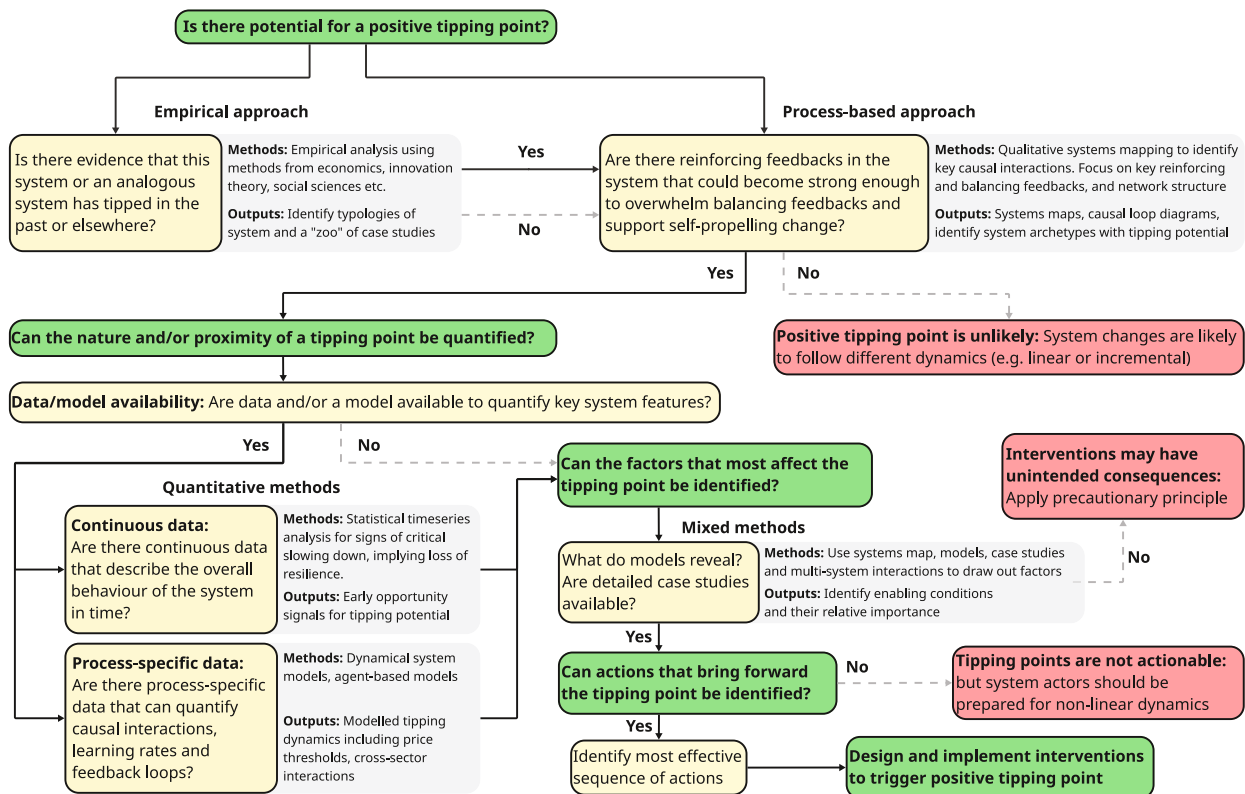 Is there potential for a positive tipping point?
Empirical approach
Process-based approach
Is there evidence that this
system or an analogous
system has tipped in the
past or elsewhere?
Methods: Empirical analysis using
methods from economics, innovation
theory, social sciences etc.
Outputs: Identify typologies of
system and a "zoo" of case studies
Yes
No
Are there reinforcing feedbacks in the
system that could become strong enough
to overwhelm balancing feedbacks and
support self-propelling change?
Methods: Qualitative systems mapping to identify
key causal interactions. Focus on key reinforcing
and balancing feedbacks, and network structure
Outputs: Systems maps, causal loop diagrams,
identify system archetypes with tipping potential
Yes
No
Can the nature and/or proximity of a tipping point be quantified?
Positive tipping point is unlikely: System changes are likely
to follow different dynamics (e.g. linear or incremental)
Data/model availability: Are data and/or a model available to quantify key system features?
Yes
No
Quantitative methods
Continuous data:
Are there continuous data
that describe the overall
behaviour of the system
in time?
Methods: Statistical timeseries
analysis for signs of critical
slowing down, implying loss of
resilience.
Outputs: Early opportunity
signals for tipping potential
Process-specific data:
Are there process-specific
data that can quantify
causal interactions,
learning rates and
feedback loops?
Methods: Dynamical system
models, agent-based models
Outputs: Modelled tipping
dynamics including price
thresholds, cross-sector
interactions
Can the factors that most affect the
tipping point be identified?
Mixed methods
What do models reveal?
Are detailed case studies
available?
Methods: Use systems map, models, case studies
and multi-system interactions to draw out factors
Outputs: Identify enabling conditions
and their relative importance
No
Interventions may have
unintended consequences:
Apply precautionary principle
Yes
Can actions that bring forward
the tipping point be identified?
No
Tipping points are not actionable:
but system actors should be
prepared for non-linear dynamics
Yes
Identify most effective
sequence of actions
Design and implement interventions
to trigger positive tipping point